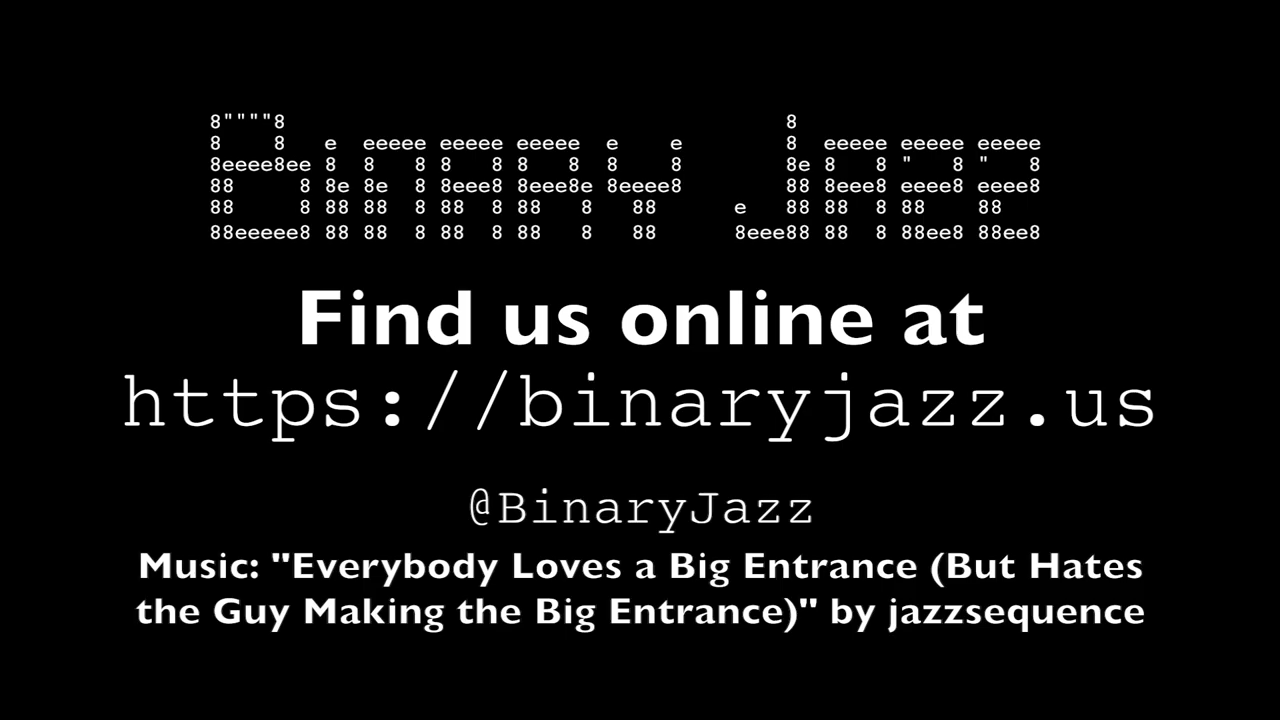 Binary Jazz
Find us online at
https://binaryjazz.us
@BinaryJazz
Music: "Everybody Loves a Big Entrance (But Hates
the Guy Making the Big Entrance)" by jazzsequence